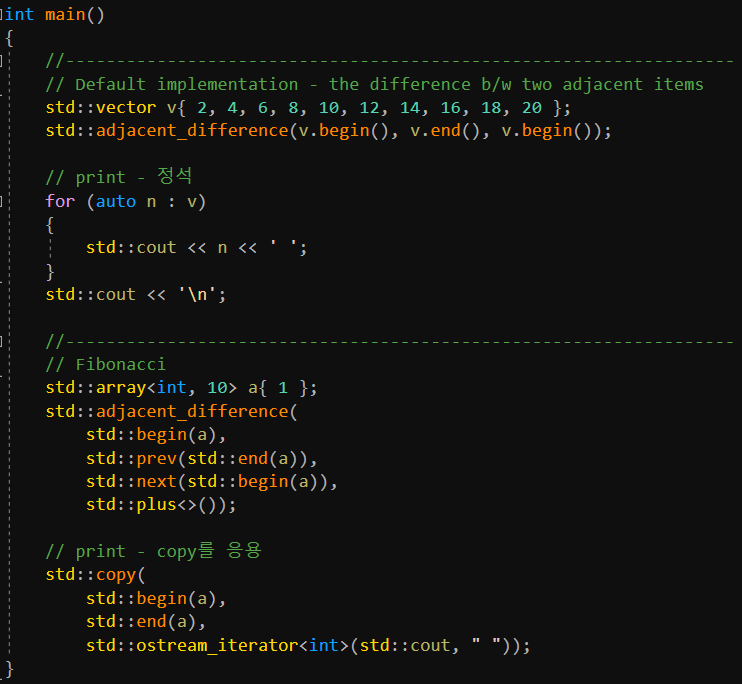 int main()
{
    //------------------------------------------------------------------
    // Default implementation - the difference b/w two adjacent items
    std::vector v{ 2, 4, 6, 8, 10, 12, 14, 16, 18, 20 };
    std::adjacent_difference(v.begin(), v.end(), v.begin());

    // print - 정석
    for (auto n : v)
    {
        std::cout << n << ' ';
    }
    std::cout << '\n';

    //------------------------------------------------------------------
    // Fibonacci
    std::array<int, 10> a{ 1 };
    std::adjacent_difference(
        std::begin(a),
        std::prev(std::end(a)),
        std::next(std::begin(a)),
        std::plus<>());

    // print - copy를 응용
    std::copy(
        std::begin(a),
        std::end(a),
        std::ostream_iterator<int>(std::cout, " "));
}